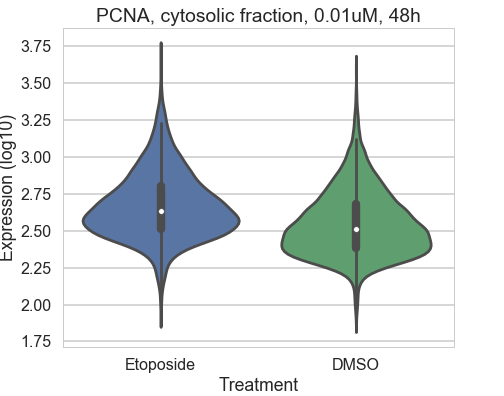 PCNA, cytosolic fraction, 0.01uM, 48h
Expression (log10)
3.75
3.50
3.25
3.00
2.75
2.50
2.25
2.00
1.75
Etoposide
DMSO
Treatment